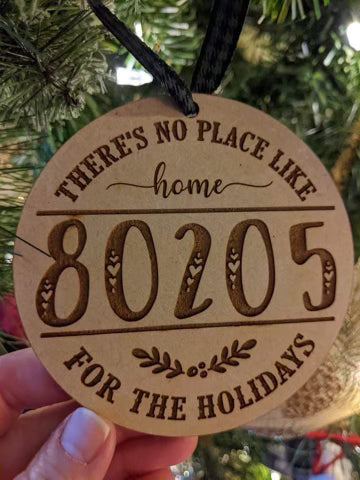 THERE'S NO PLACE LIKE
home
80205
FOR THE HOLIDAYS